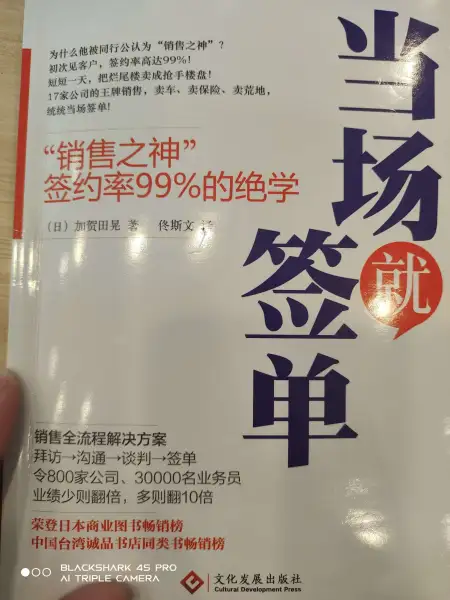 为什么他被同行公认为“销售之神”?
初次见客户,签约率高达99%!
短短一天,把烂尾楼卖成抢手楼盘!
17家公司的王牌销售,卖车、卖保险、卖荒地,
统统当场签单!
当场
就
签单
“销售之神”
签约率99%的绝学
(日)加贺田晃 著 佟斯文 译
销售全流程解决方案
拜访→沟通→谈判→签单
令800家公司、30000名业务员
业绩少则翻倍,多则翻10倍
荣登日本商业图书畅销榜
中国台湾诚品书店同类书畅销榜
文化发展出版社
Cultural Development Press
BLACKSHARK 4S PRO
AI TRIPLE CAMERA